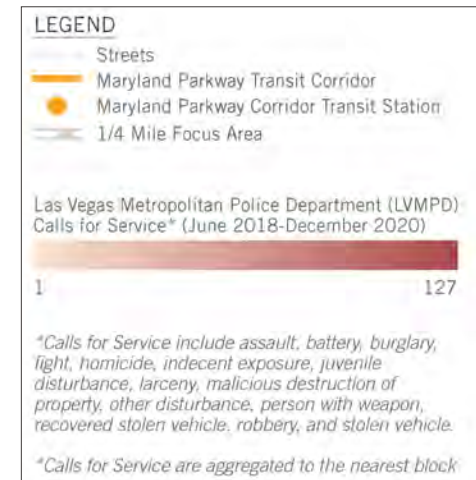 LEGEND
Streets
Maryland Parkway Transit Corridor
Maryland Parkway Corridor Transit Station
1/4 Mile Focus Area
Las Vegas Metropolitan Police Department (LVMPD)
Calls for Service* (June 2018-December 2020)
1 127
*Calls for Service include assault, battery, burglary,
fight, homicide, indecent exposure, juvenile
disturbance, larceny, malicious destruction of
property, other disturbance, person with weapon,
recovered stolen vehicle, robbery, and stolen vehicle.
*Calls for Service are aggregated to the nearest block